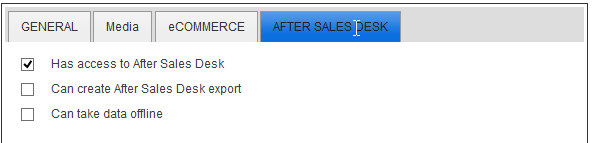 GENERAL Media eCOMMERCE AFTER SALES DESK
Has access to After Sales Desk
Can create After Sales Desk export
Can take data offline